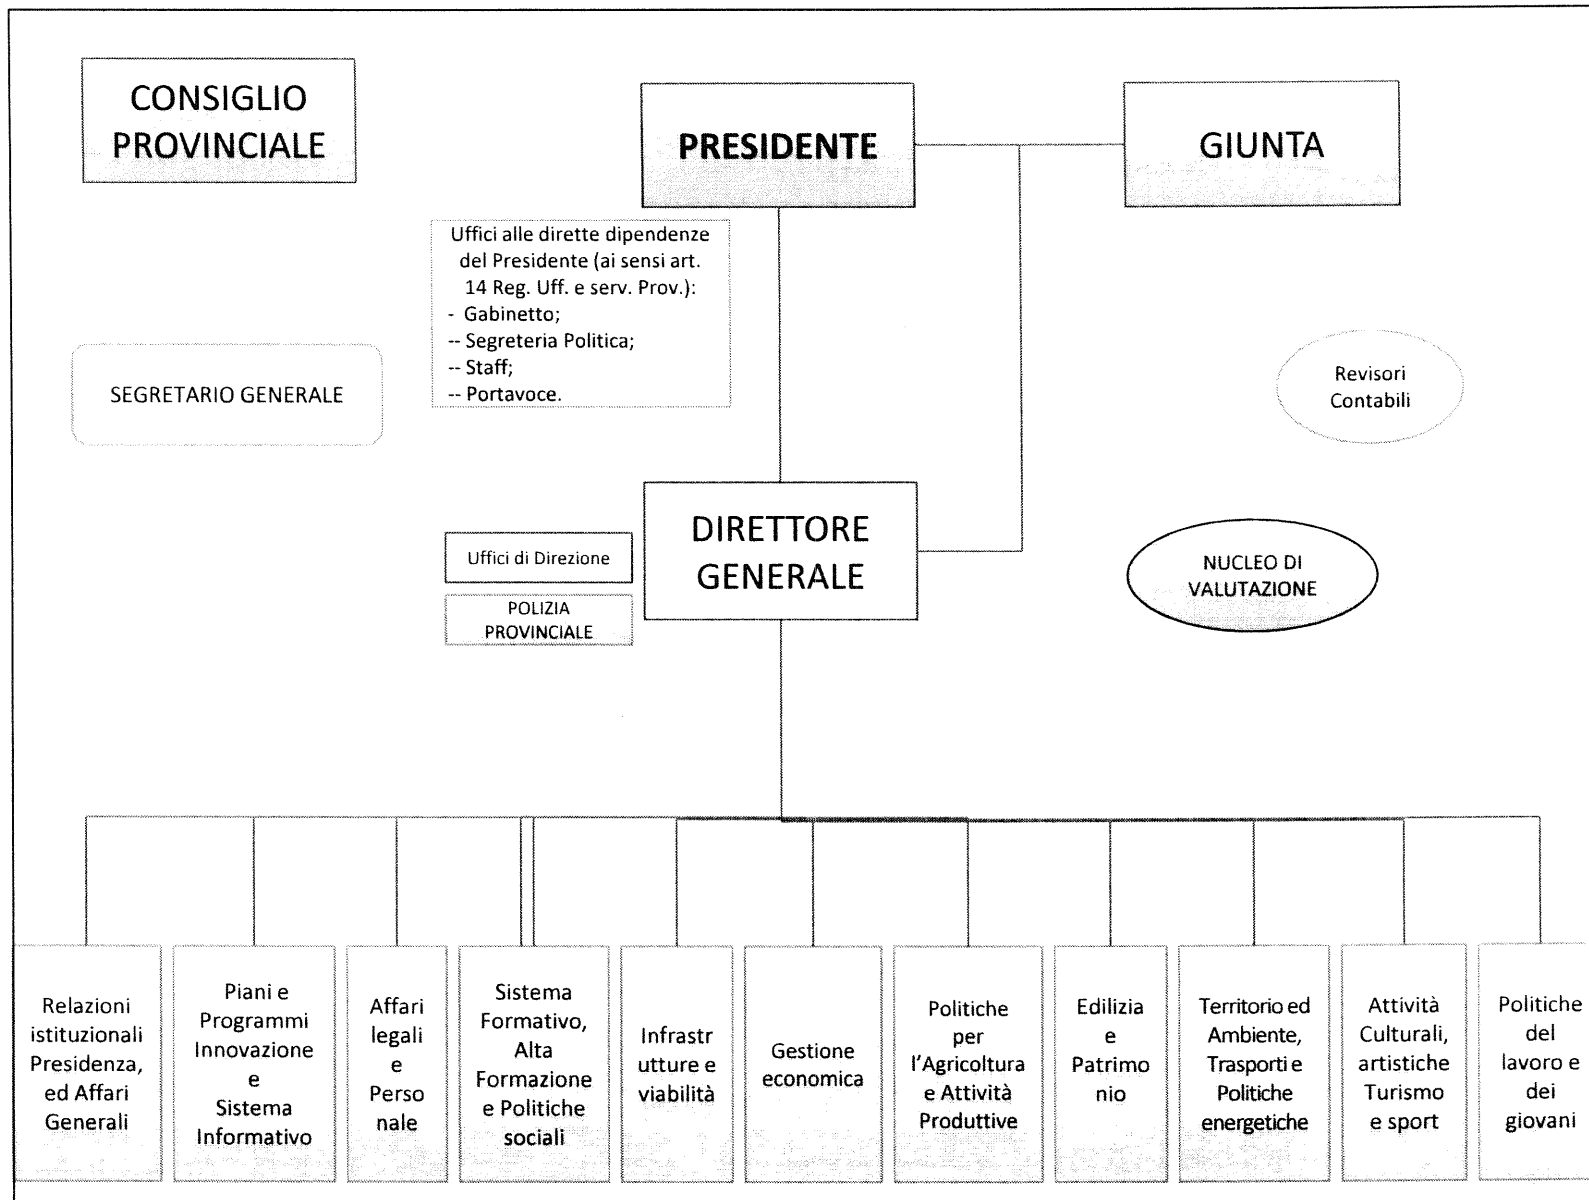 CONSIGLIO
PROVINCIALE
PRESIDENTE
GIUNTA
Uffici alle dirette dipendenze
del Presidente (ai sensi art.
14 Reg. Uff. e serv. Prov.):
- Gabinetto;
-- Segreteria Politica;
-- Staff;
-- Portavoce.
SEGRETARIO GENERALE
Revisori
Contabili
DIRETTORE
GENERALE
Uffici di Direzione
POLIZIA
PROVINCIALE
NUCLEO DI
VALUTAZIONE
Relazioni
istituzionali
Presidenza,
ed Affari
Generali
Piani e
Programmi
Innovazione
e
Sistema
Informativo
Affari
legali
e
Perso
nale
Sistema
Formativo,
Alta
Formazione
e Politiche
sociali
Infrastr
utture e
viabilità
Gestione
economica
Politiche
per
l'Agricoltura
e Attività
Produttive
Edilizia
e
Patrimo
nio
Territorio ed
Ambiente,
Trasporti e
Politiche
energetiche
Attività
Culturali,
artistiche
Turismo
e sport
Politiche
del
lavoro e
dei
giovani